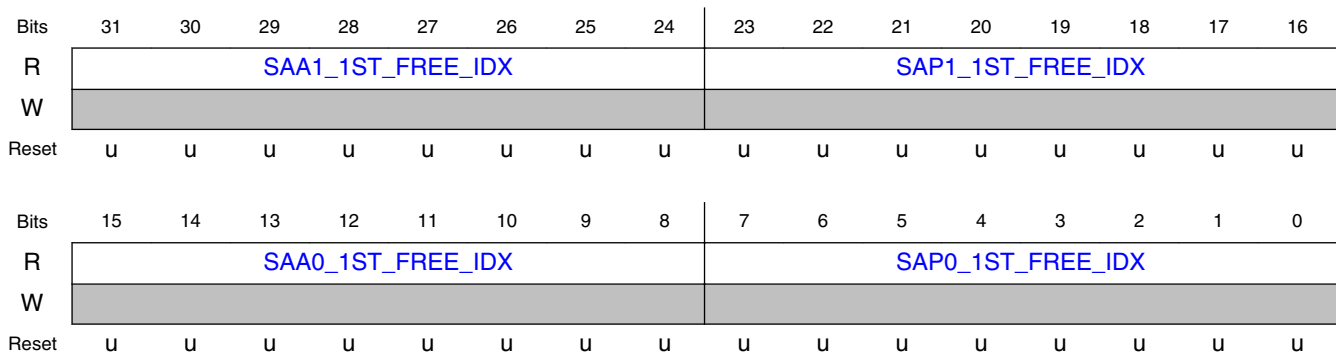 Bits 31 30 29 28 27 26 25 24 23 22 21 20 19 18 17 16
R SAA1_1ST_FREE_IDX SAP1_1ST_FREE_IDX
W
Reset u u u u u u u u u u u u u u u u
Bits 15 14 13 12 11 10 9 8 7 6 5 4 3 2 1 0
R SAA0_1ST_FREE_IDX SAP0_1ST_FREE_IDX
W
Reset u u u u u u u u u u u u u u u u